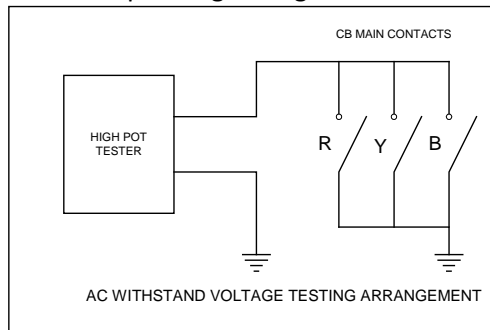 CB MAIN CONTACTS
HIGH POT
TESTER
R Y B
AC WITHSTAND VOLTAGE TESTING ARRANGEMENT